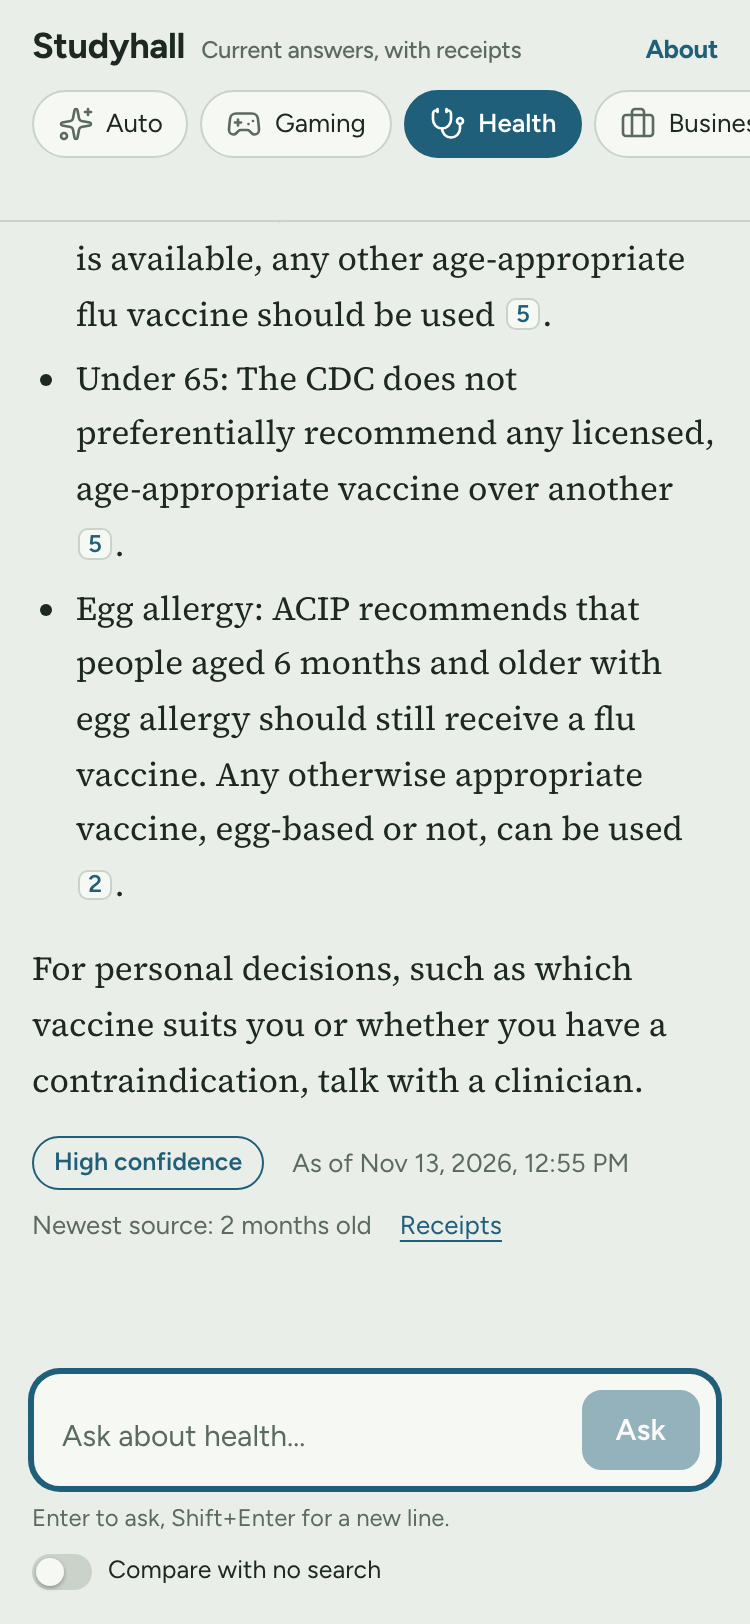 Studyhall Current answers, with receipts About
Auto Gaming Health Busines
is available, any other age-appropriate
flu vaccine should be used 5.
Under 65: The CDC does not
preferentially recommend any licensed,
age-appropriate vaccine over another
5.
Egg allergy: ACIP recommends that
people aged 6 months and older with
egg allergy should still receive a flu
vaccine. Any otherwise appropriate
vaccine, egg-based or not, can be used
2.
For personal decisions, such as which
vaccine suits you or whether you have a
contraindication, talk with a clinician.
High confidence As of Nov 13, 2026, 12:55 PM
Newest source: 2 months old Receipts
Ask about health... Ask
Enter to ask, Shift+Enter for a new line.
Compare with no search